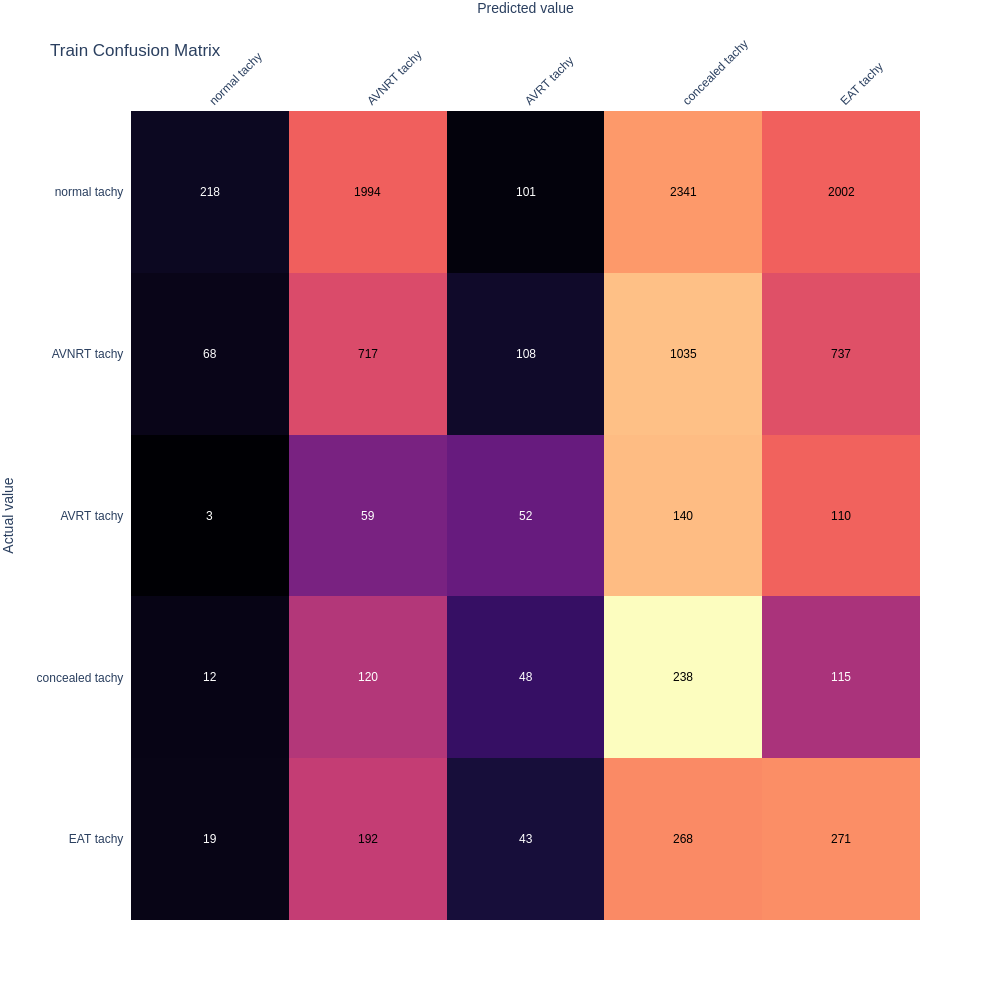 Predicted value
Train Confusion Matrix
normal tachy
AVNRT tachy
AVRT tachy
concealed tachy
EAT tachy
normal tachy 218 1994 101 2341 2002
AVNRT tachy 68 717 108 1035 737
AVRT tachy 3 59 52 140 110
concealed tachy 12 120 48 238 115
EAT tachy 19 192 43 268 271
Actual value